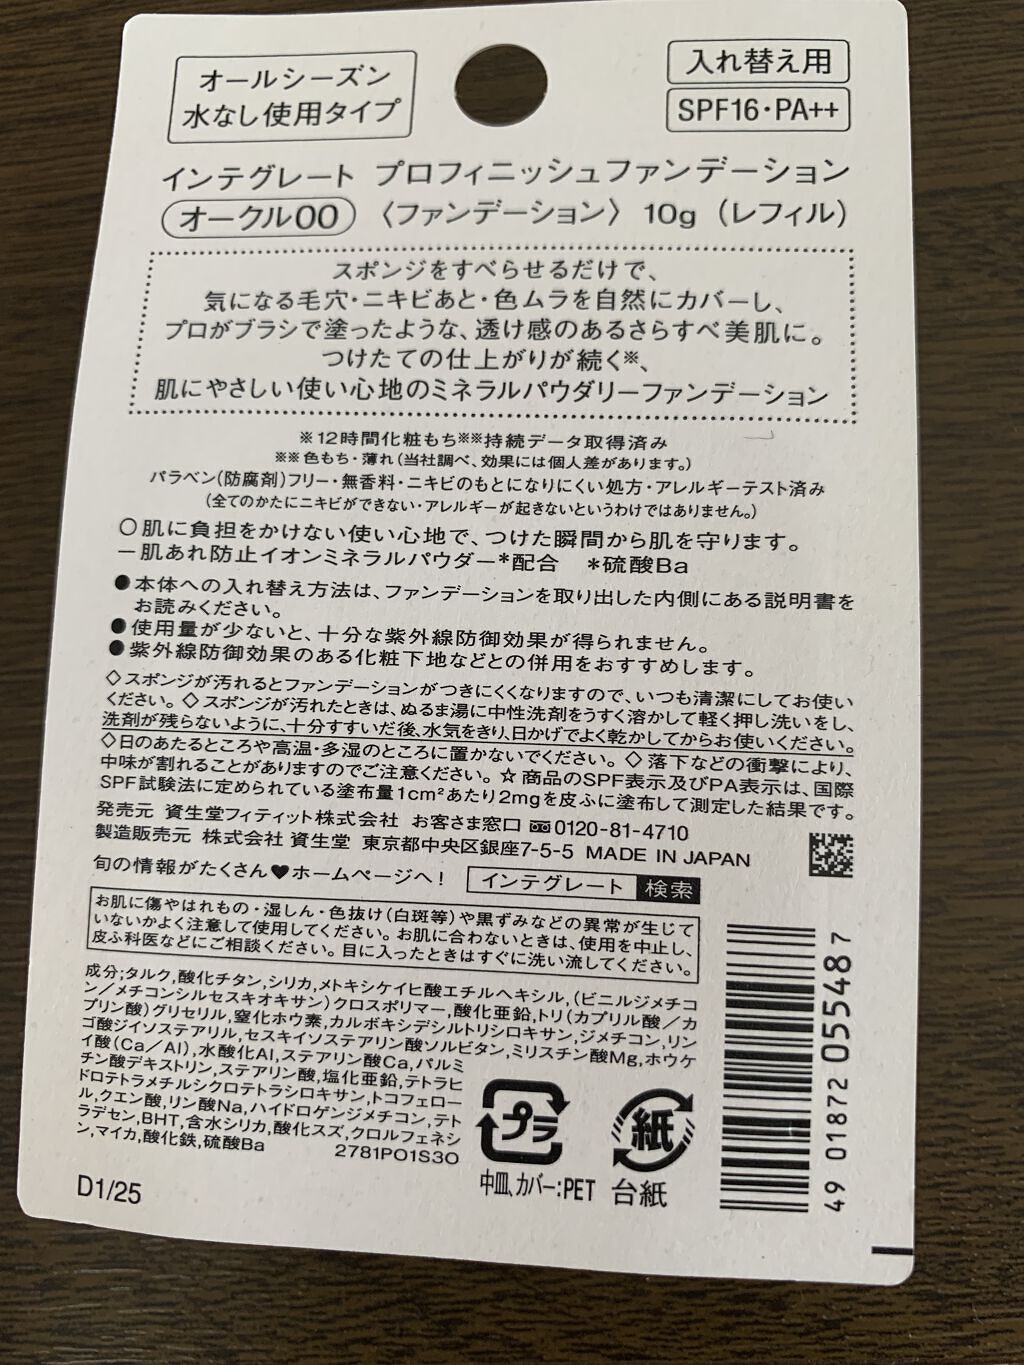 オールシーズン
水なし使用タイプ
入れ替え用
SPF16・PA++
インテグレート プロフィニッシュファンデーション
オークル00 〈ファンデーション〉 10g（レフィル）
スポンジをすべらせるだけで、
気になる毛穴・ニキビあと・色ムラを自然にカバーし、
プロがブラシで塗ったような、透け感のあるさらすべ美肌に。
つけたての仕上がりが続く※、
肌にやさしい使い心地のミネラルパウダリーファンデーション
※12時間化粧もち※※持続データ取得済み
※※色もち・薄れ（当社調べ、効果には個人差があります。）
パラベン（防腐剤）フリー・無香料・ニキビのもとになりにくい処方・アレルギーテスト済み
（全てのかたにニキビができない・アレルギーが起きないというわけではありません。）
○肌に負担をかけない使い心地で、つけた瞬間から肌を守ります。
－肌あれ防止イオンミネラルパウダー*配合 *硫酸Ba
●本体への入れ替え方法は、ファンデーションを取り出した内側にある説明書を
お読みください。
●使用量が少ないと、十分な紫外線防御効果が得られません。
●紫外線防御効果のある化粧下地などとの併用をおすすめします。
◇スポンジが汚れるとファンデーションがつきにくくなりますので、いつも清潔にしてお使い
ください。◇スポンジが汚れたときは、ぬるま湯に中性洗剤をうすく溶かして軽く押し洗いをし、
洗剤が残らないように、十分すすいだ後、水気をきり、日かげでよく乾かしてからお使いください。
◇日のあたるところや高温・多湿のところに置かないでください。◇落下などの衝撃により、
中味が割れることがありますのでご注意ください。☆商品のSPF表示及びPA表示は、国際
SPF試験法に定められている塗布量1cm²あたり2mgを皮ふに塗布して測定した結果です。
発売元 資生堂フィティット株式会社 お客さま窓口 0120-81-4710
製造販売元 株式会社 資生堂 東京都中央区銀座7-5-5 MADE IN JAPAN
旬の情報がたくさん♥ホームページへ！ インテグレート 検索
お肌に傷やはれもの・湿しん・色抜け（白斑等）や黒ずみなどの異常が生じて
いないかよく注意して使用してください。お肌に合わないときは、使用を中止し、
皮ふ科医などにご相談ください。目に入ったときはすぐに洗い流してください。
成分；タルク,酸化チタン,シリカ,メトキシケイヒ酸エチルヘキシル,（ビニルジメチコ
ン／メチコンシルセスキオキサン）クロスポリマー,酸化亜鉛,トリ（カプリル酸／カ
プリン酸）グリセリル,窒化ホウ素,カルボキシデシルトリシロキサン,ジメチコン,リン
ゴ酸ジイソステアリル,セスキイソステアリン酸ソルビタン,ミリスチン酸Mg,ホウケ
イ酸（Ca／Al）,水酸化Al,ステアリン酸Ca,パルミ
チン酸デキストリン,ステアリン酸,塩化亜鉛,テトラヒ
ドロテトラメチルシクロテトラシロキサン,トコフェロー
ル,クエン酸,リン酸Na,ハイドロゲンジメチコン,テト
ラデセン,BHT,含水シリカ,酸化スズ,クロルフェネシ
ン,マイカ,酸化鉄,硫酸Ba 2781P01S30
プラ
中皿、カバー:PET
紙
台紙
D1/25
49 01872 055487